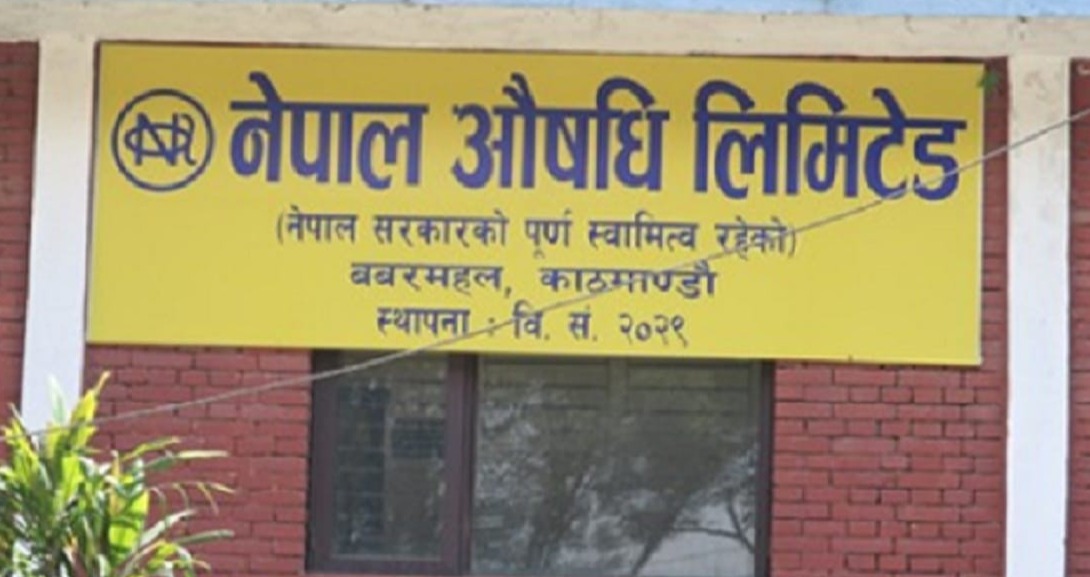 नेपाल औषधि लिमिटेड
(नेपाल सरकारको पूर्ण स्वामित्व रहेको)
बबरमहल, काठमाण्डौ
स्थापना : वि. सं. २०२९